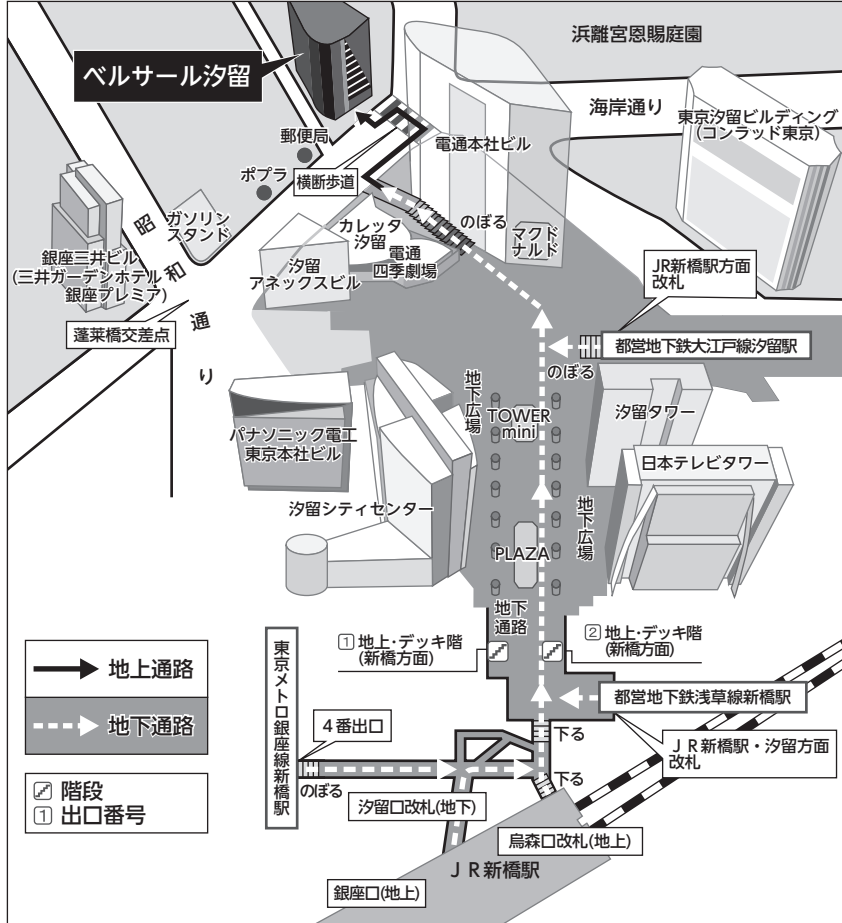 浜離宮恩賜庭園
ベルサール汐留
海岸通り
東京汐留ビルディング
(コンラッド東京)
郵便局
電通本社ビル
ポプラ
横断歩道
のぼる
マクド
ナルド
ガソリン
スタンド
カレッタ
汐留
電通
四季劇場
汐留
アネックスビル
銀座三井ビル
(三井ガーデンホテル
銀座プレミア)
昭
和
通
り
蓬莱橋交差点
JR新橋駅方面
改札
都営地下鉄大江戸線汐留駅
のぼる
地下広場
TOWER
mini
汐留タワー
パナソニック電工
東京本社ビル
日本テレビタワー
汐留シティセンター
地下広場
PLAZA
地下
通路
1 地上・デッキ階
(新橋方面)
2 地上・デッキ階
(新橋方面)
地上通路
地下通路
階段
1 出口番号
東京メトロ銀座線新橋駅
都営地下鉄浅草線新橋駅
4番出口
下る
JR新橋駅・汐留方面
改札
のぼる
下る
汐留口改札(地下)
烏森口改札(地上)
JR新橋駅
銀座口(地上)